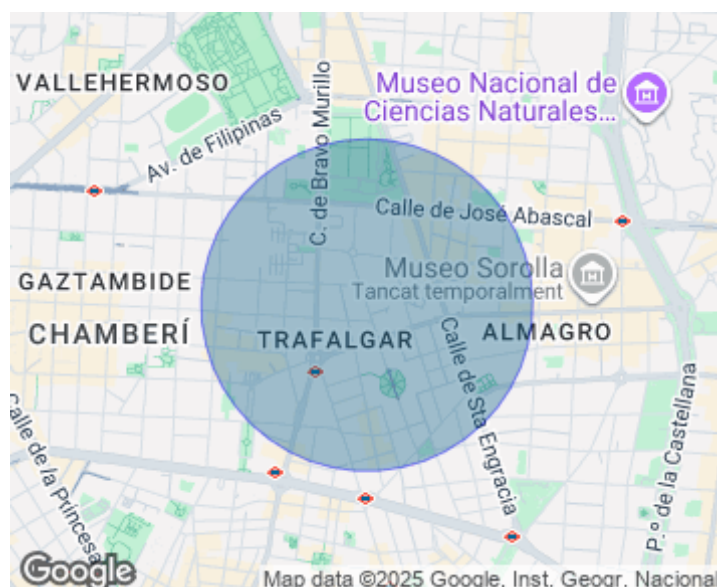 VALLEHERMOSO
Museo Nacional de
Ciencias Naturales...
Av. de Filipinas
C. de Bravo Murillo
Calle de José Abascal
GAZTAMBIDE
Museo Sorolla
Tancat temporalment
CHAMBERÍ
TRAFALGAR
ALMAGRO
Calle de Sta Engracia
Calle de la Princesa
P.º de la Castellana
Google
Map data ©2025 Google, Inst. Geogr. Nacional